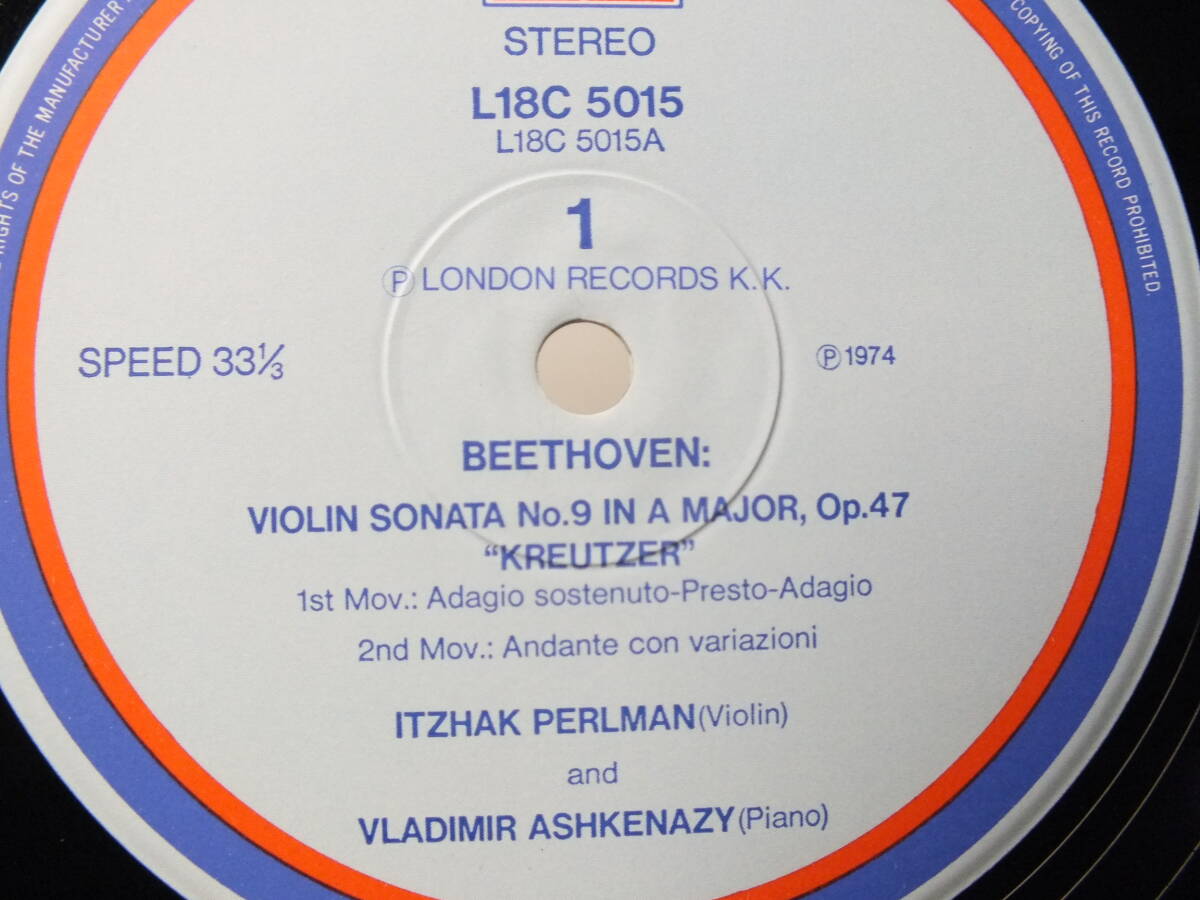 STEREO
L18C 5015
L18C 5015A
1
Ⓟ LONDON RECORDS K.K.
SPEED 33⅓
Ⓟ1974
BEETHOVEN:
VIOLIN SONATA No.9 IN A MAJOR, Op.47
“KREUTZER”
1st Mov.: Adagio sostenuto-Presto-Adagio
2nd Mov.: Andante con variazioni
ITZHAK PERLMAN(Violin)
and
VLADIMIR ASHKENAZY(Piano)
RIGHTS OF THE MANUFACTURER
COPYING OF THIS RECORD PROHIBITED.